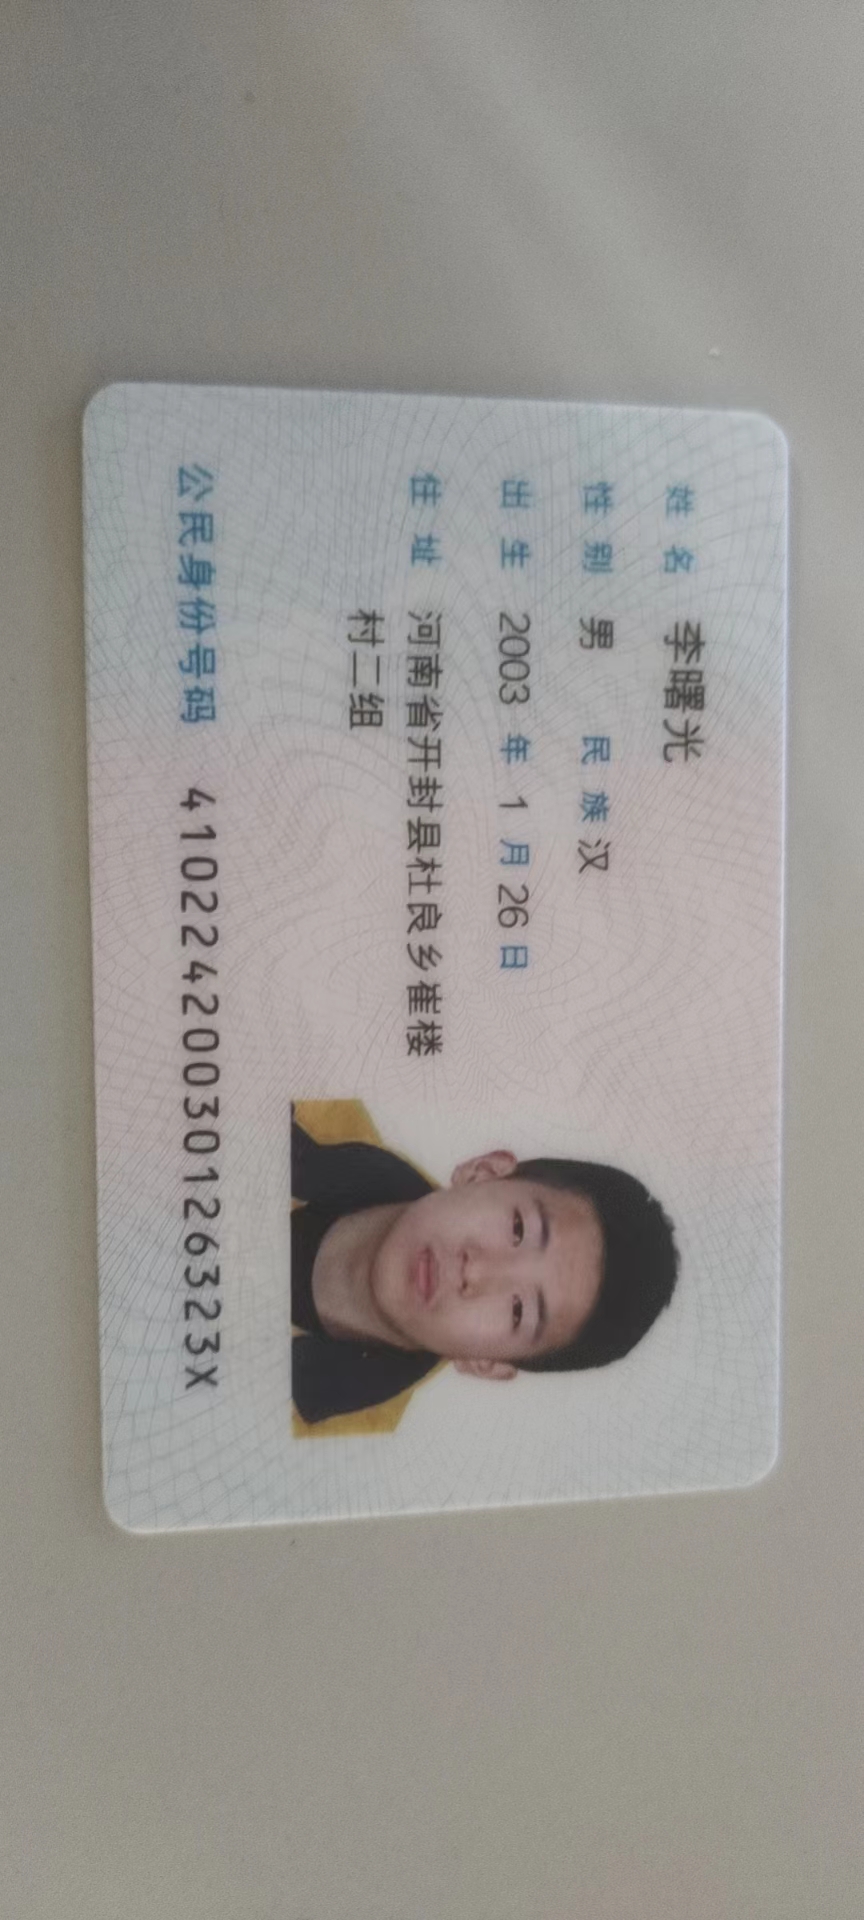 姓名 李曙光
性别 男 民族 汉
出生 2003 年 1 月 26 日
住址 河南省开封县杜良乡崔楼
村二组
公民身份号码 41022420030126323X